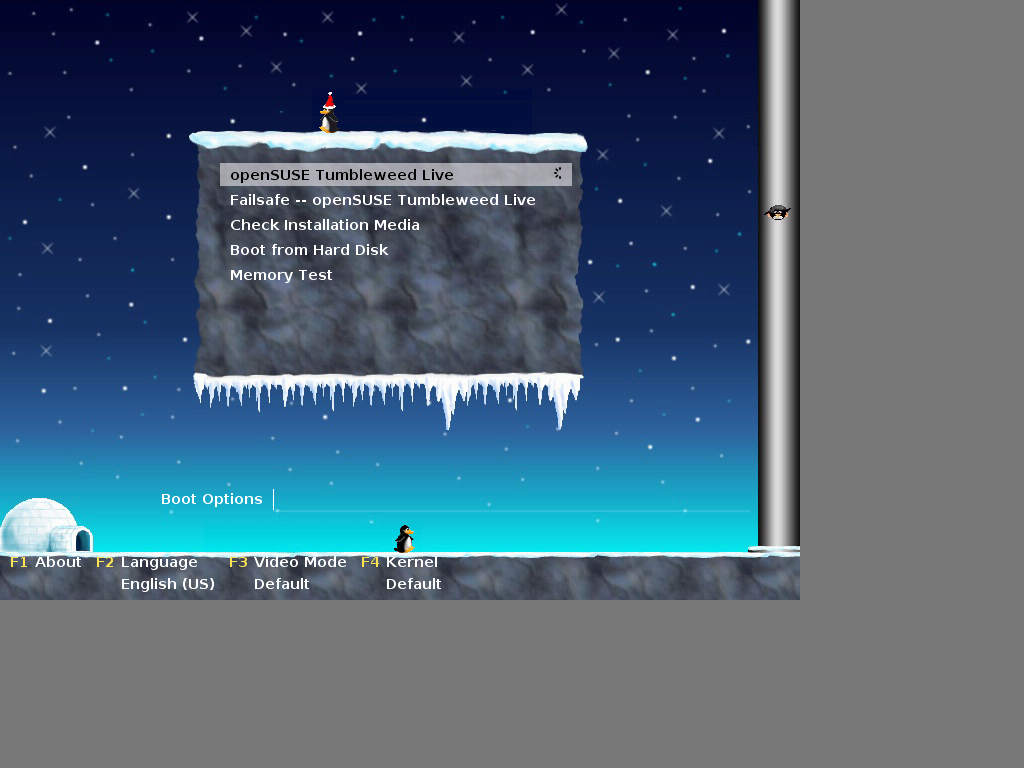 openSUSE Tumbleweed Live
Failsafe -- openSUSE Tumbleweed Live
Check Installation Media
Boot from Hard Disk
Memory Test
Boot Options
F1 About F2 Language F3 Video Mode F4 Kernel
English (US) Default Default